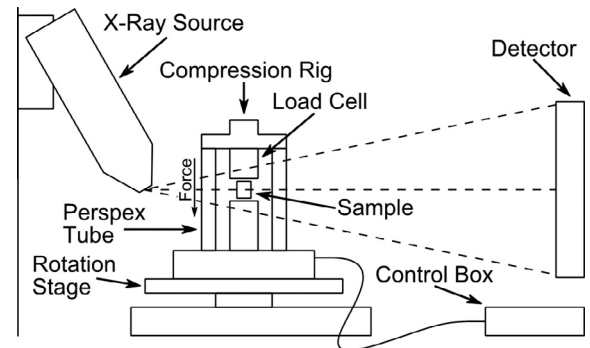 X-Ray Source
Compression Rig
Load Cell
Detector
Force
Sample
Perspex
Tube
Rotation
Stage
Control Box